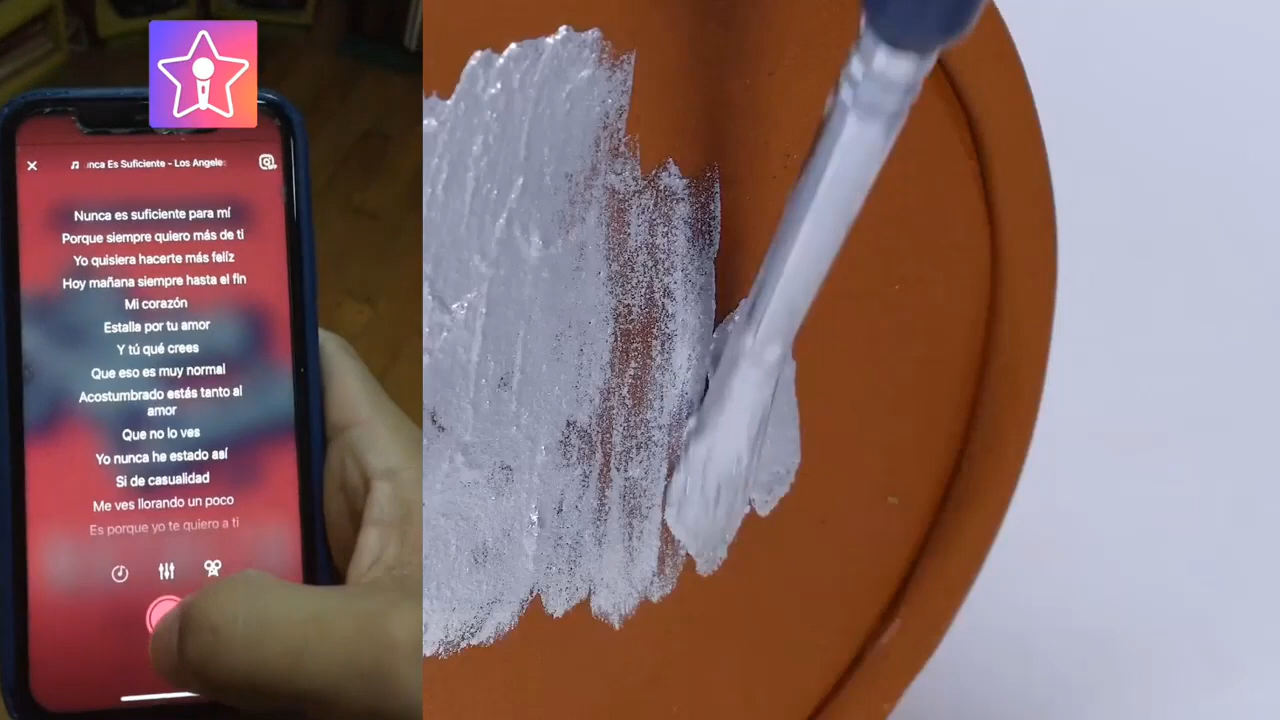 nca Es Suficiente - Los Angele
Nunca es suficiente para mí
Porque siempre quiero más de ti
Yo quisiera hacerte más felíz
Hoy mañana siempre hasta el fin
Mi corazón
Estalla por tu amor
Y tú qué crees
Que eso es muy normal
Acostumbrado estás tanto al
amor
Que no lo ves
Yo nunca he estado así
Si de casualidad
Me ves llorando un poco
Es porque yo te quiero a ti